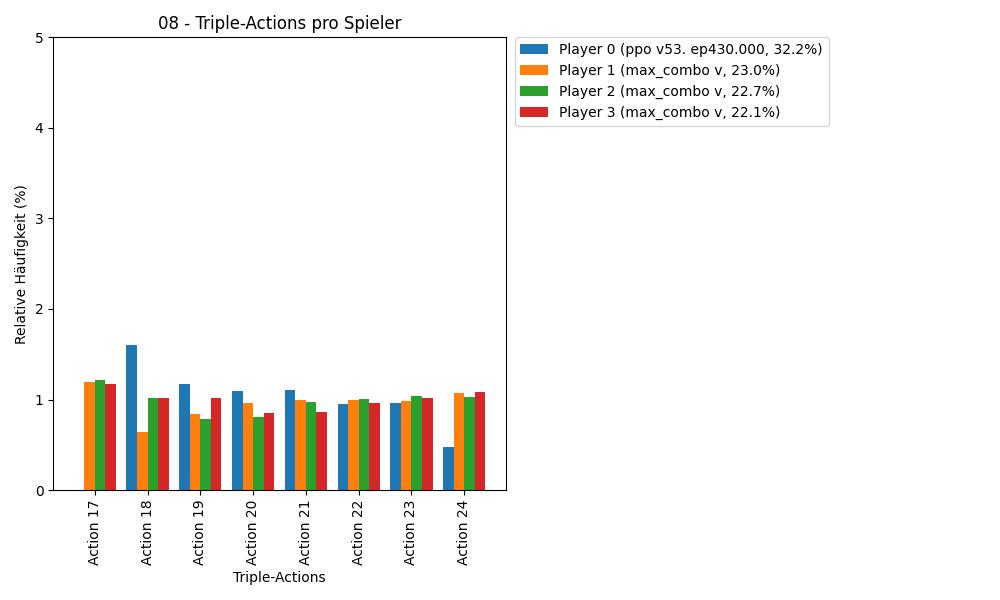 08 - Triple-Actions pro Spieler
Player 0 (ppo v53. ep430.000, 32.2%)
Player 1 (max_combo v, 23.0%)
Player 2 (max_combo v, 22.7%)
Player 3 (max_combo v, 22.1%)
Relative Häufigkeit (%)
5
4
3
2
1
0
Action 17
Action 18
Action 19
Action 20
Action 21
Action 22
Action 23
Action 24
Triple-Actions